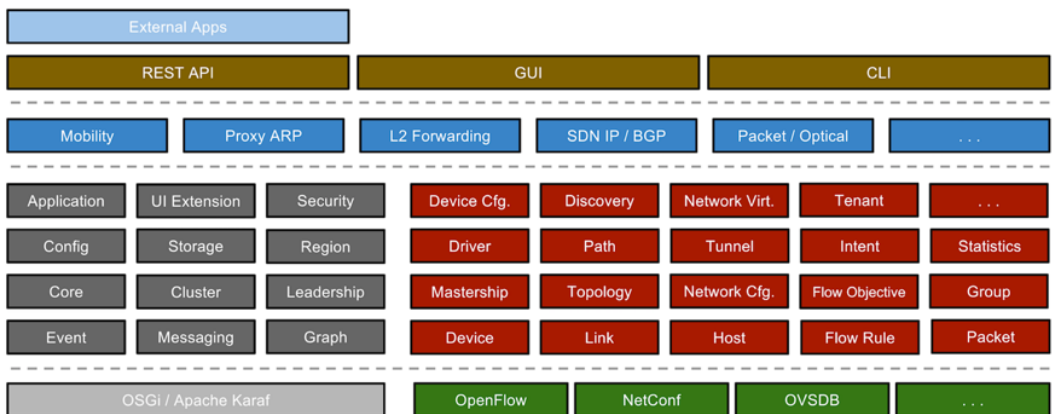 External Apps
REST API GUI CLI
Mobility Proxy ARP L2 Forwarding SDN IP / BGP Packet / Optical . . .
Application UI Extension Security Device Cfg. Discovery Network Virt. Tenant . . .
Config Storage Region Driver Path Tunnel Intent Statistics
Core Cluster Leadership Mastership Topology Network Cfg. Flow Objective Group
Event Messaging Graph Device Link Host Flow Rule Packet
OSGi / Apache Karaf OpenFlow NetConf OVSDB . . .